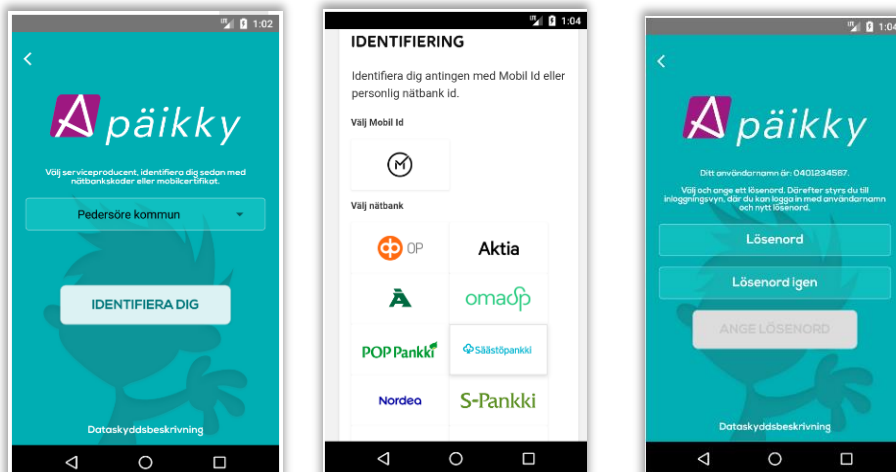 1:02
A päikky
Välj serviceproducent, identifiera dig sedan med
nätbankskoder eller mobilcertifikat.
Pedersöre kommun
IDENTIFIERA DIG
Dataskyddsbeskrivning
1:04
IDENTIFIERING
Identifiera dig antingen med Mobil Id eller
personlig nätbank id.
Välj Mobil Id
M
Välj nätbank
OP
Aktia
Å
omasp
POP Pankki
Säästöpankki
Nordea
S-Pankki
1:04
A päikky
Ditt användarnamn är: 0401234567.
Välj och ange ett lösenord. Därefter styrs du till
inloggningsvyn, där du kan logga in med användarnamn
och nytt lösenord.
Lösenord
Lösenord igen
ANGE LÖSENORD
Dataskyddsbeskrivning